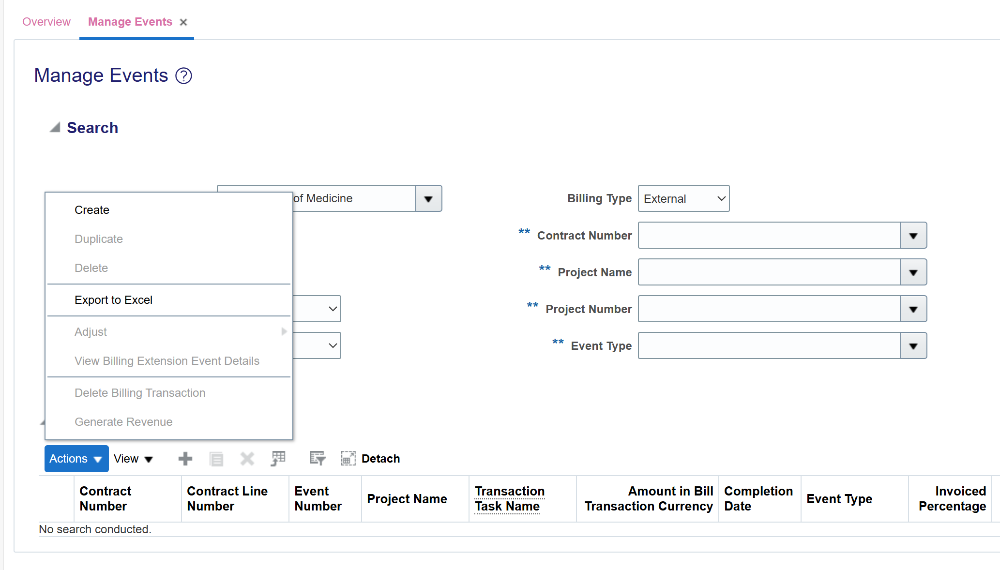 Overview Manage Events
Manage Events ?
Search
of Medicine
Billing Type External
** Contract Number
** Project Name
** Project Number
** Event Type
Create
Duplicate
Delete
Export to Excel
Adjust
View Billing Extension Event Details
Delete Billing Transaction
Generate Revenue
Actions View Detach
Contract Number
Contract Line Number
Event Number
Project Name
Transaction Task Name
Amount in Bill Transaction Currency
Completion Date
Event Type
Invoiced Percentage
No search conducted.